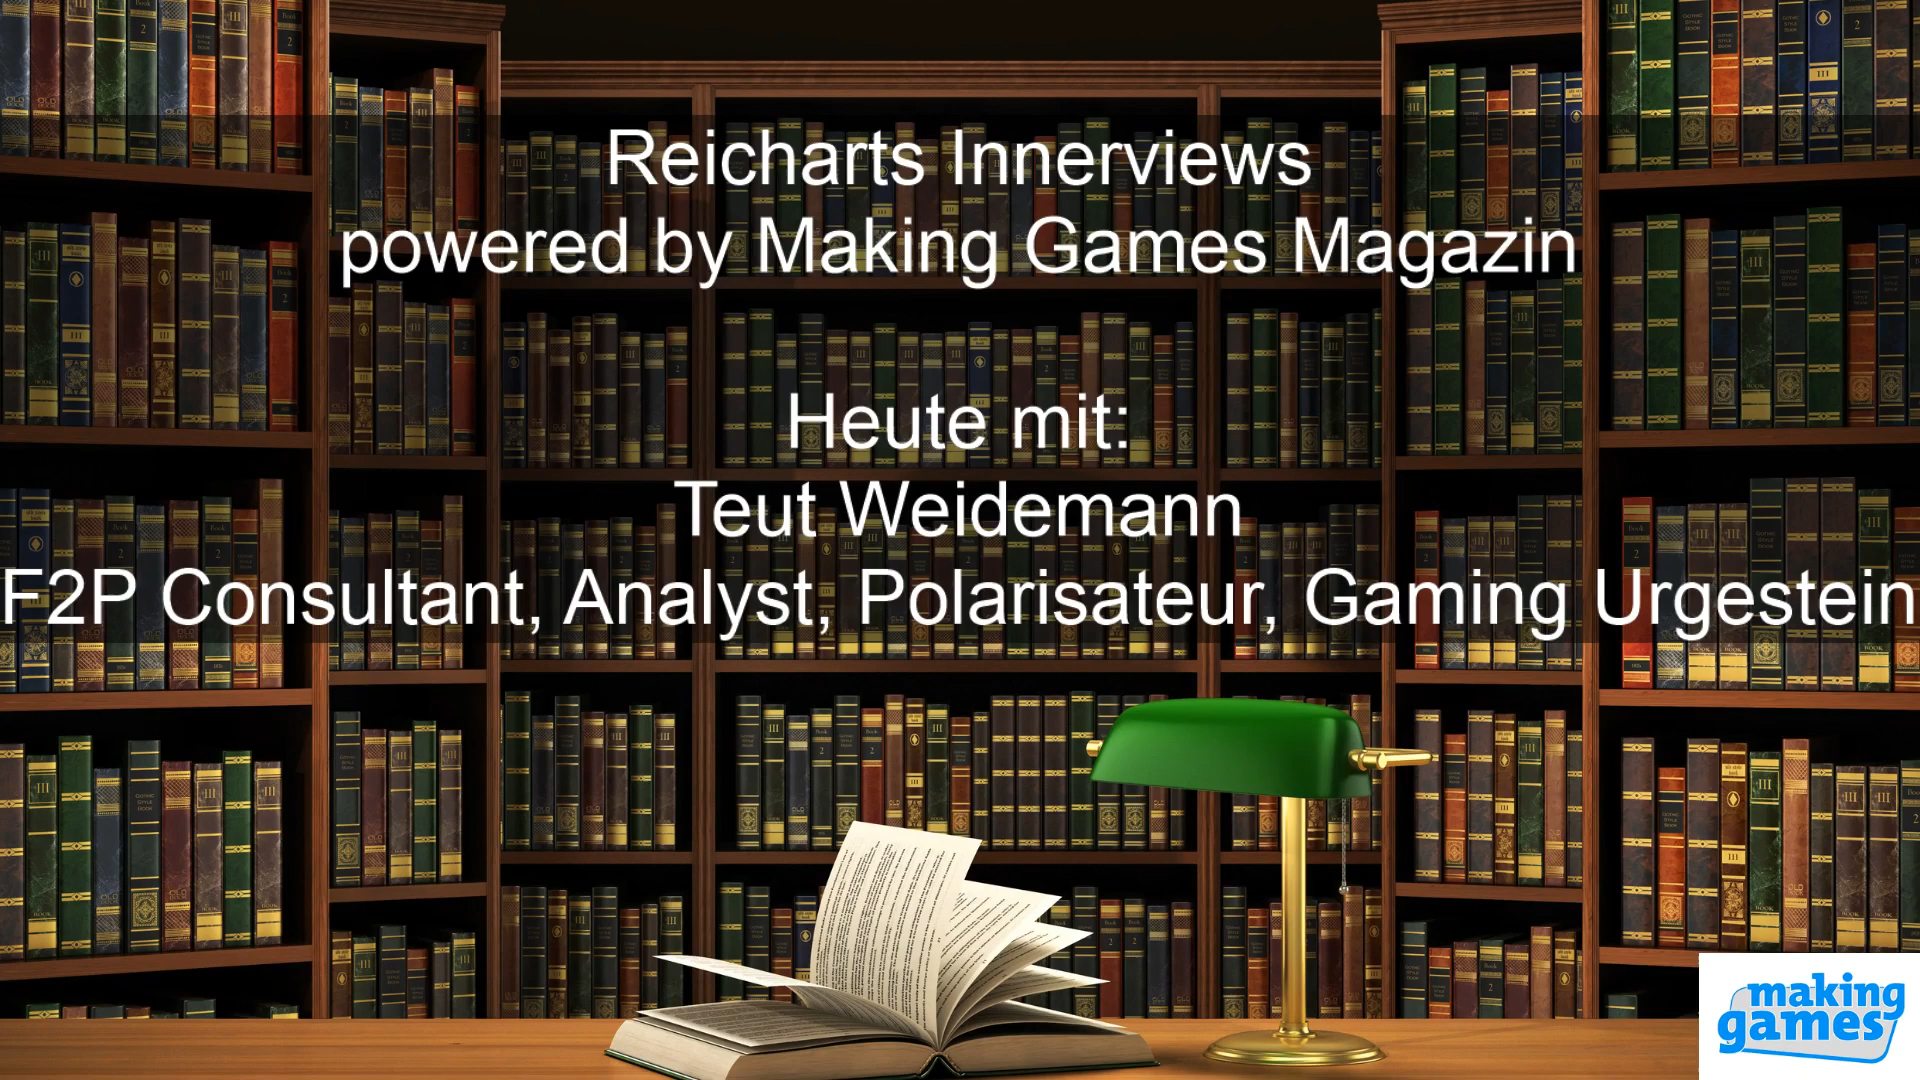 Reicharts Innerviews
powered by Making Games Magazin
Heute mit:
Teut Weidemann
F2P Consultant, Analyst, Polarisateur, Gaming Urgestein
making
games